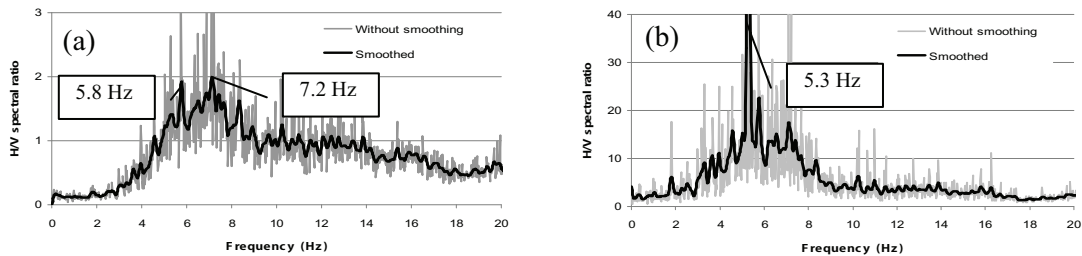 (a)
Without smoothing
Smoothed
5.8 Hz
7.2 Hz
H/V spectral ratio
3
2
1
0
0 2 4 6 8 10 12 14 16 18 20
Frequency (Hz)
(b)
Without smoothing
Smoothed
5.3 Hz
H/V spectral ratio
40
30
20
10
0
0 2 4 6 8 10 12 14 16 18 20
Frequency (Hz)